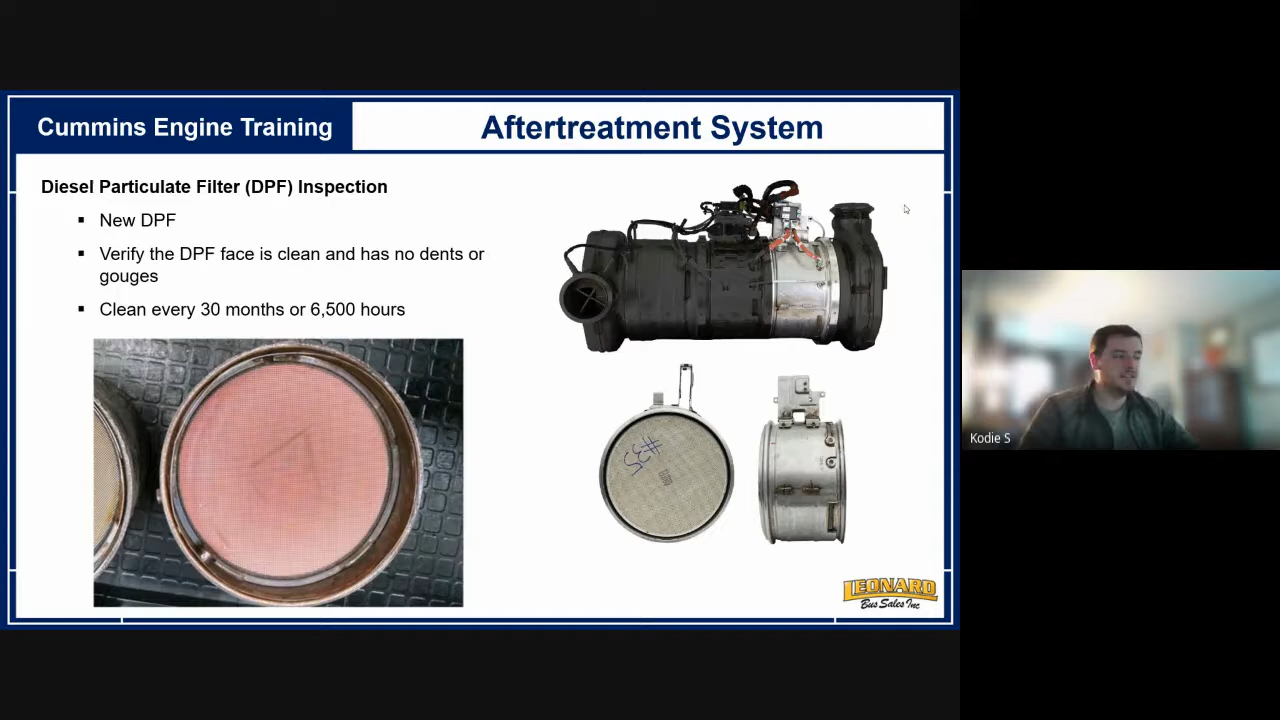 Cummins Engine Training
Aftertreatment System
Diesel Particulate Filter (DPF) Inspection
▪ New DPF
▪ Verify the DPF face is clean and has no dents or
gouges
▪ Clean every 30 months or 6,500 hours
#35
LEONARD
Bus Sales Inc
Kodie S